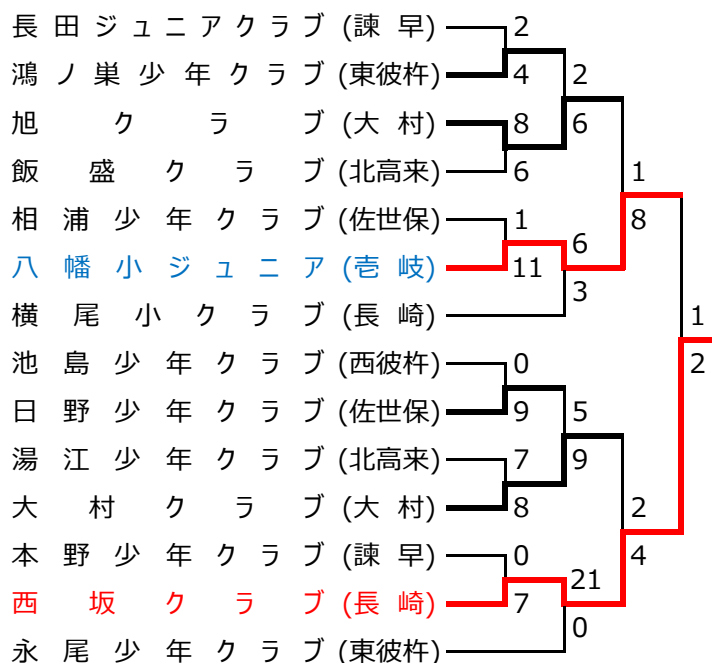 長田ジュニアクラブ (諫早) 2
鴻ノ巣少年クラブ (東彼杵) 4 2
旭クラブ (大村) 8 6
飯盛クラブ (北高来) 6 1
相浦少年クラブ (佐世保) 1 8
八幡小ジュニア (壱岐) 11 6
横尾小クラブ (長崎) 3 1
池島少年クラブ (西彼杵) 0 2
日野少年クラブ (佐世保) 9 5
湯江少年クラブ (北高来) 7 9
大村クラブ (大村) 8 2
本野少年クラブ (諫早) 0 4
西坂クラブ (長崎) 7 21
永尾少年クラブ (東彼杵) 0